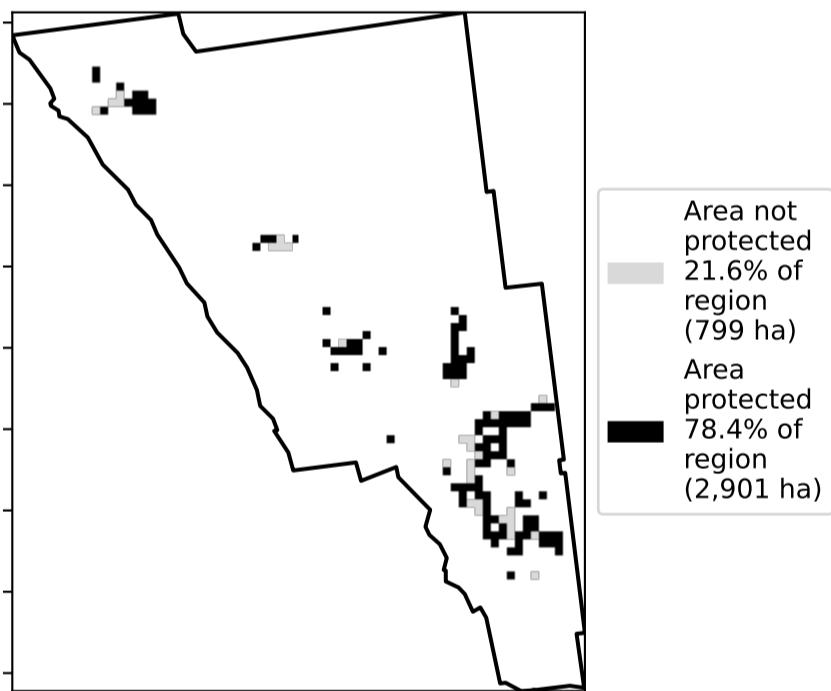 Area not
protected
21.6% of
region
(799 ha)
Area
protected
78.4% of
region
(2,901 ha)